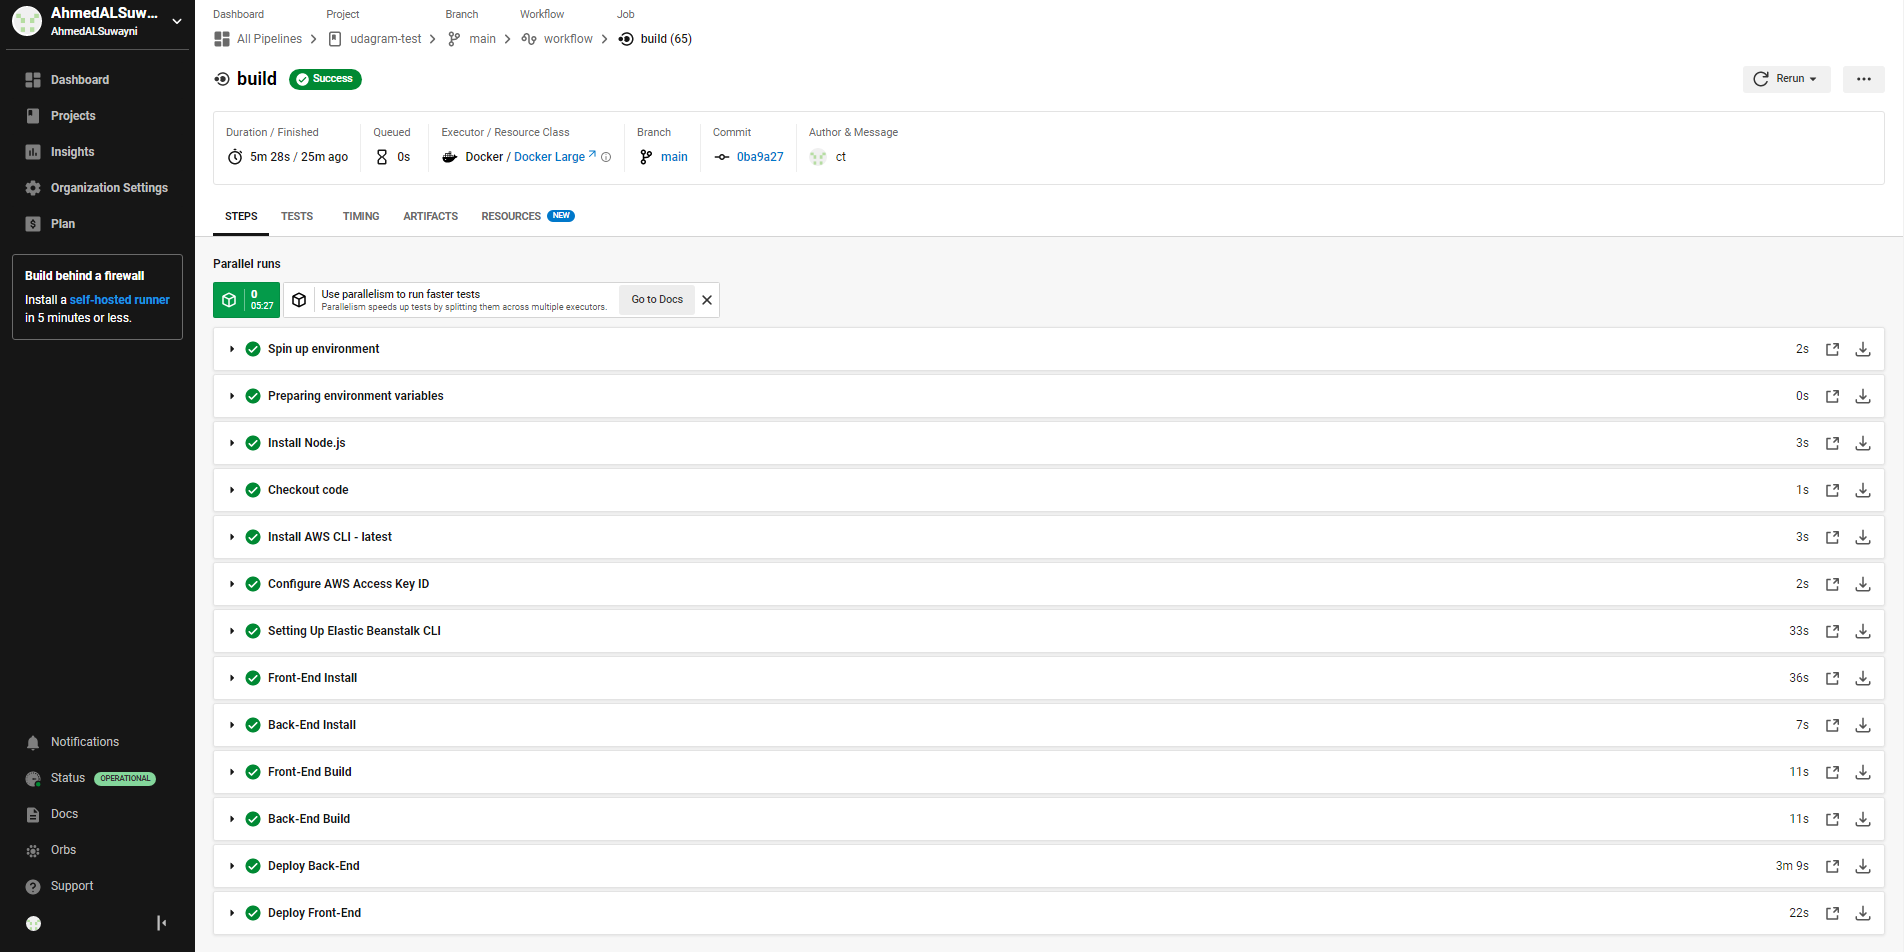 AhmedALSuw...
AhmedALSuwayni
Dashboard
Projects
Insights
Organization Settings
Plan
Build behind a firewall
Install a self-hosted runner
in 5 minutes or less.
Notifications
Status OPERATIONAL
Docs
Orbs
Support
Dashboard Project Branch Workflow Job
All Pipelines udagram-test main workflow build (65)
build Success
Rerun
Duration / Finished Queued Executor / Resource Class Branch Commit Author & Message
5m 28s / 25m ago 0s Docker / Docker Large main 0ba9a27 ct
STEPS TESTS TIMING ARTIFACTS RESOURCES NEW
Parallel runs
0
05:27
Use parallelism to run faster tests
Parallelism speeds up tests by splitting them across multiple executors.
Go to Docs
Spin up environment 2s
Preparing environment variables 0s
Install Node.js 3s
Checkout code 1s
Install AWS CLI - latest 3s
Configure AWS Access Key ID 2s
Setting Up Elastic Beanstalk CLI 33s
Front-End Install 36s
Back-End Install 7s
Front-End Build 11s
Back-End Build 11s
Deploy Back-End 3m 9s
Deploy Front-End 22s